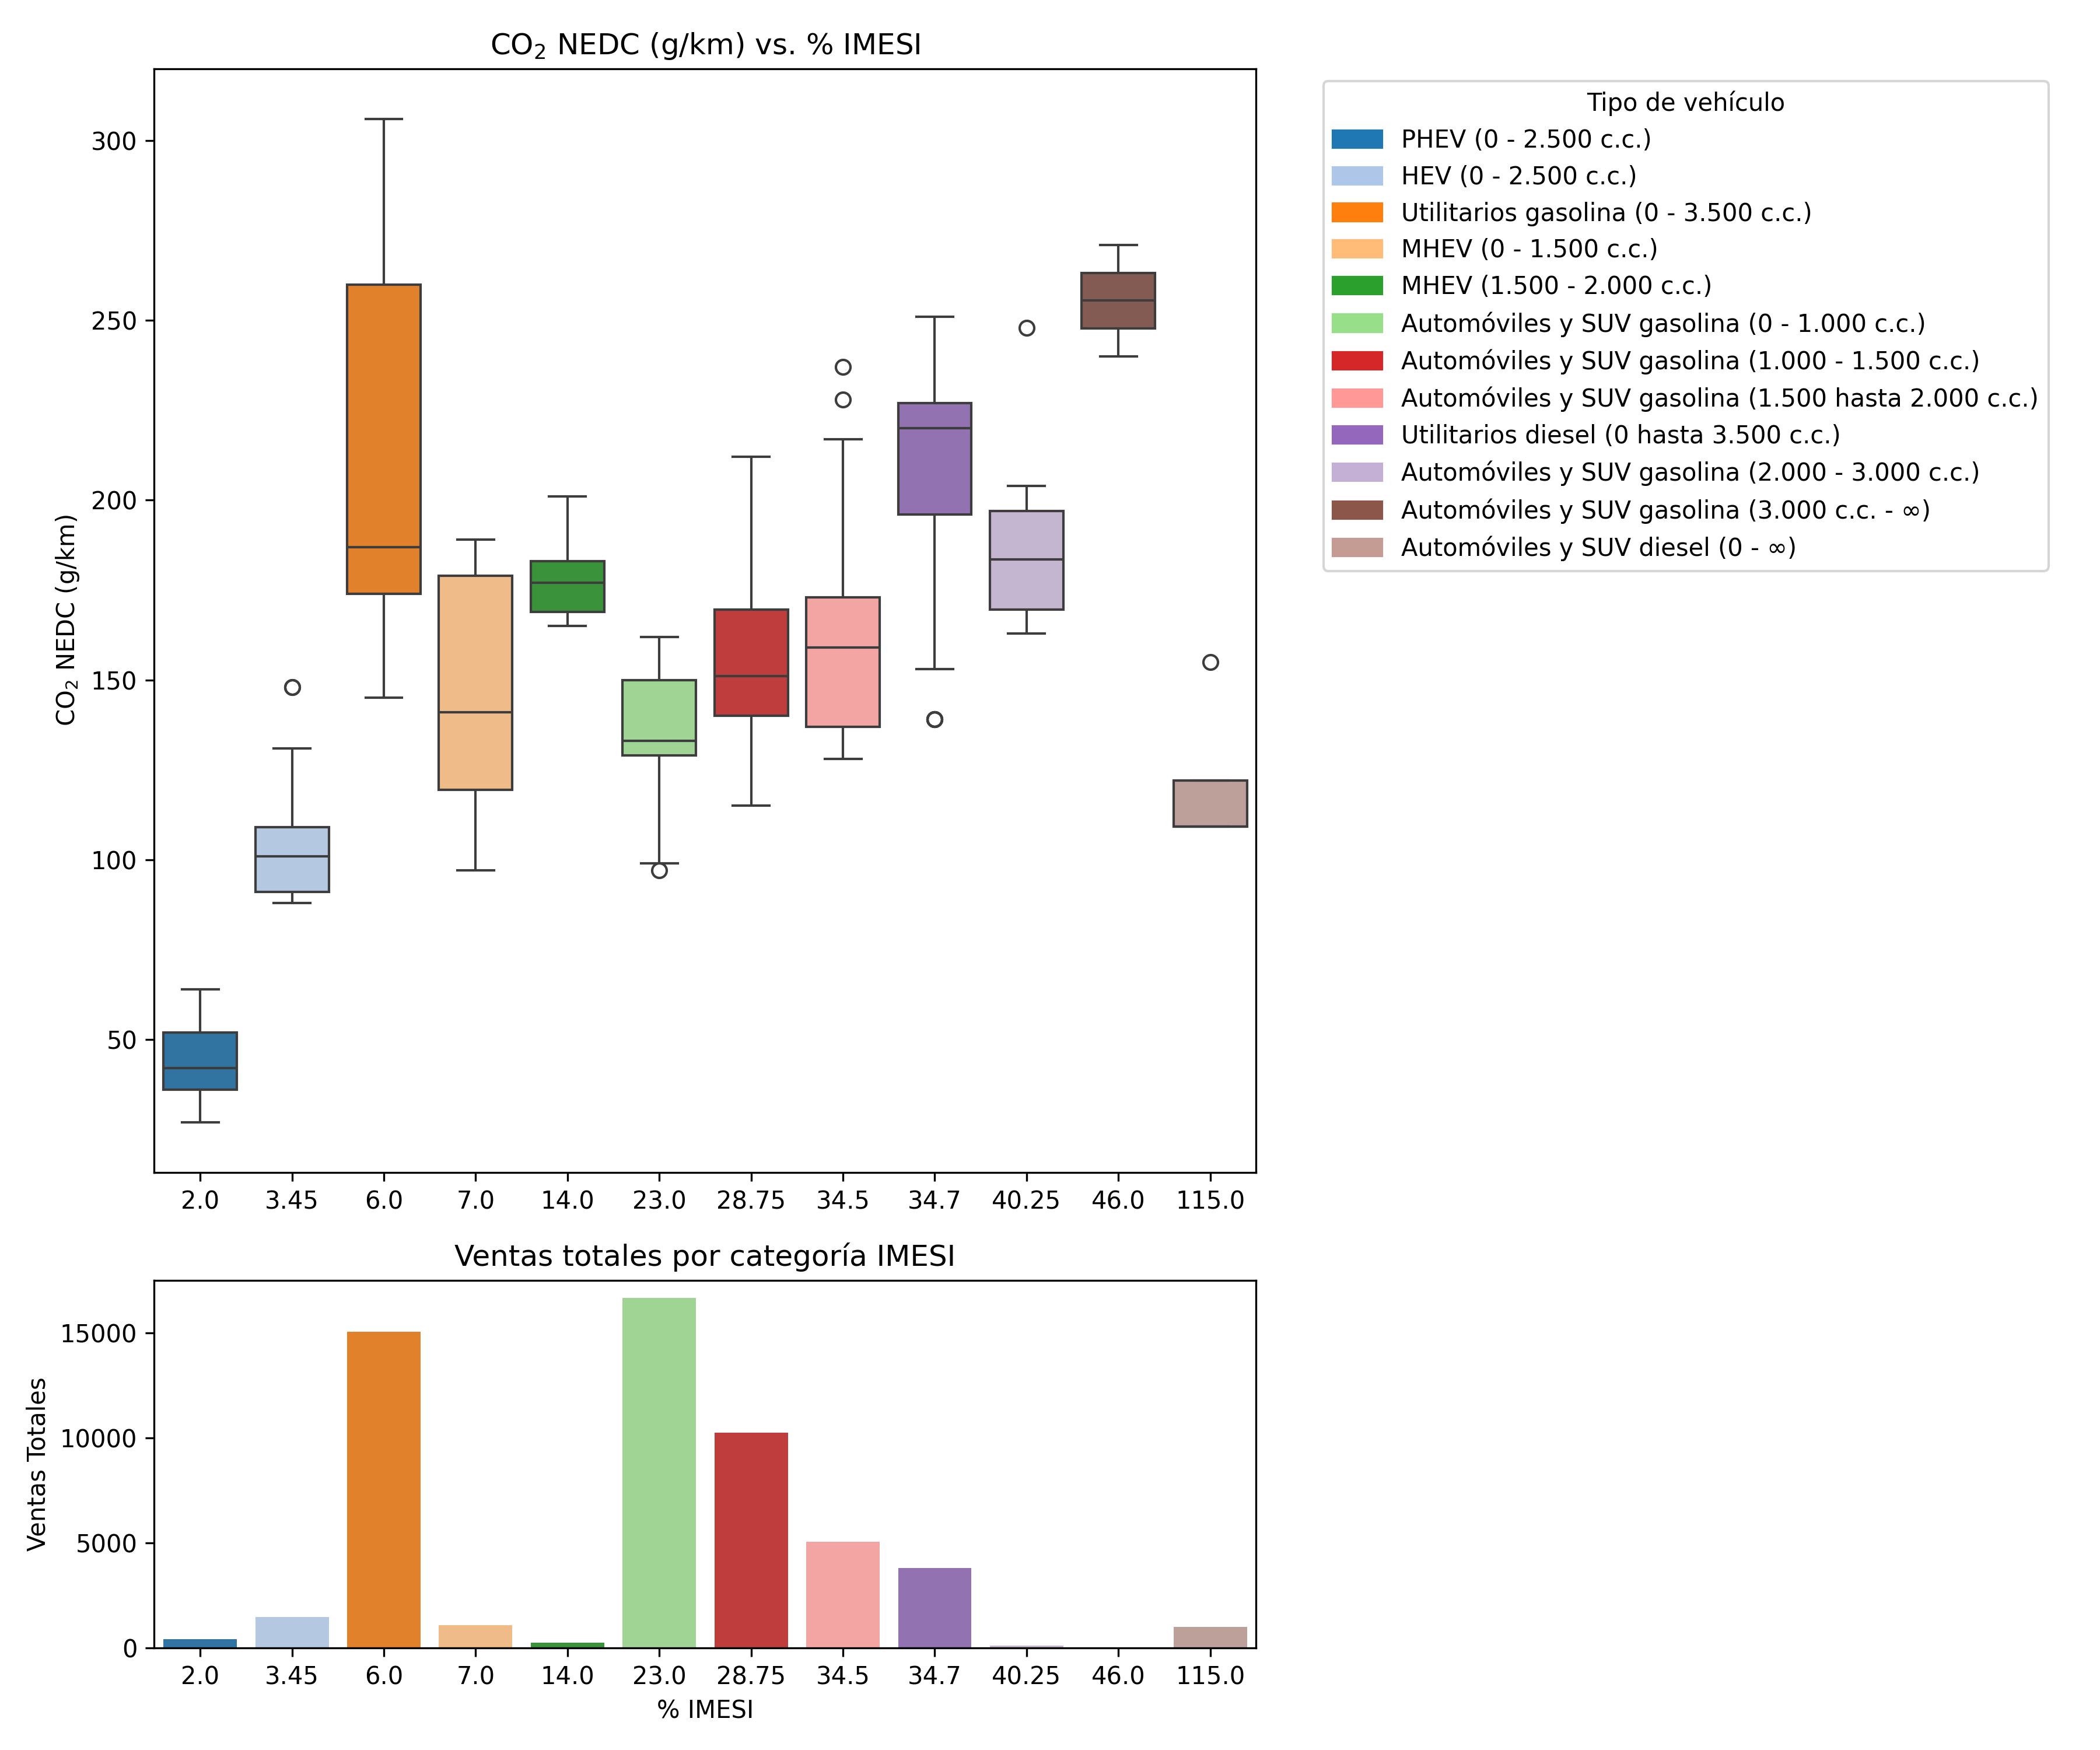 CO₂ NEDC (g/km) vs. % IMESI
CO₂ NEDC (g/km)
300
250
200
150
100
50
2.0 3.45 6.0 7.0 14.0 23.0 28.75 34.5 34.7 40.25 46.0 115.0
Tipo de vehículo
PHEV (0 - 2.500 c.c.)
HEV (0 - 2.500 c.c.)
Utilitarios gasolina (0 - 3.500 c.c.)
MHEV (0 - 1.500 c.c.)
MHEV (1.500 - 2.000 c.c.)
Automóviles y SUV gasolina (0 - 1.000 c.c.)
Automóviles y SUV gasolina (1.000 - 1.500 c.c.)
Automóviles y SUV gasolina (1.500 hasta 2.000 c.c.)
Utilitarios diesel (0 hasta 3.500 c.c.)
Automóviles y SUV gasolina (2.000 - 3.000 c.c.)
Automóviles y SUV gasolina (3.000 c.c. - ∞)
Automóviles y SUV diesel (0 - ∞)
Ventas totales por categoría IMESI
Ventas Totales
15000
10000
5000
0
2.0 3.45 6.0 7.0 14.0 23.0 28.75 34.5 34.7 40.25 46.0 115.0
% IMESI